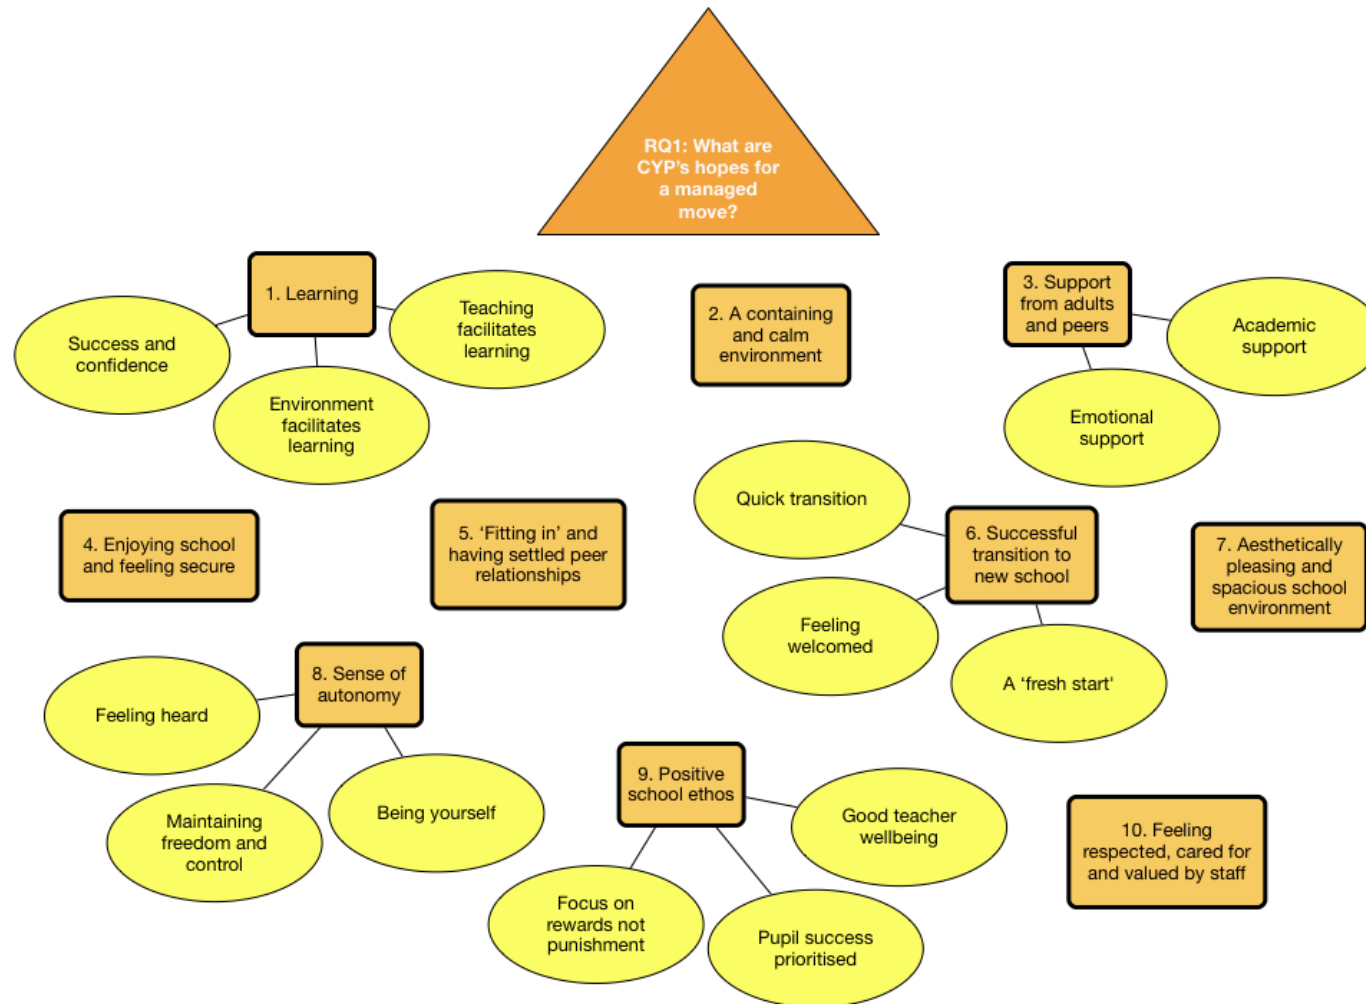 RQ1: What are
CYP's hopes for
a managed
move?
1. Learning
Success and
confidence
Environment
facilitates
learning
Teaching
facilitates
learning
2. A containing
and calm
environment
3. Support
from adults
and peers
Academic
support
Emotional
support
4. Enjoying school
and feeling secure
5. ‘Fitting in’ and
having settled peer
relationships
Quick transition
6. Successful
transition to
new school
Feeling
welcomed
A ‘fresh start'
7. Aesthetically
pleasing and
spacious school
environment
8. Sense of
autonomy
Feeling heard
Maintaining
freedom and
control
Being yourself
9. Positive
school ethos
Good teacher
wellbeing
Focus on
rewards not
punishment
Pupil success
prioritised
10. Feeling
respected, cared for
and valued by staff